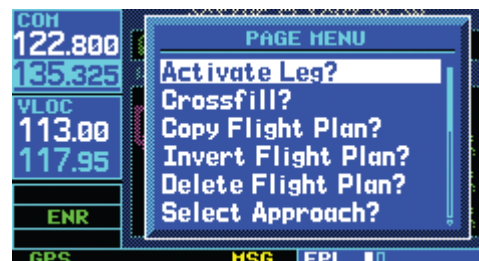 COM
122.800
135.325
VLOC
113.00
117.95
ENR
GPS
PAGE MENU
Activate Leg?
Crossfill?
Copy Flight Plan?
Invert Flight Plan?
Delete Flight Plan?
Select Approach?
MSG
FPL